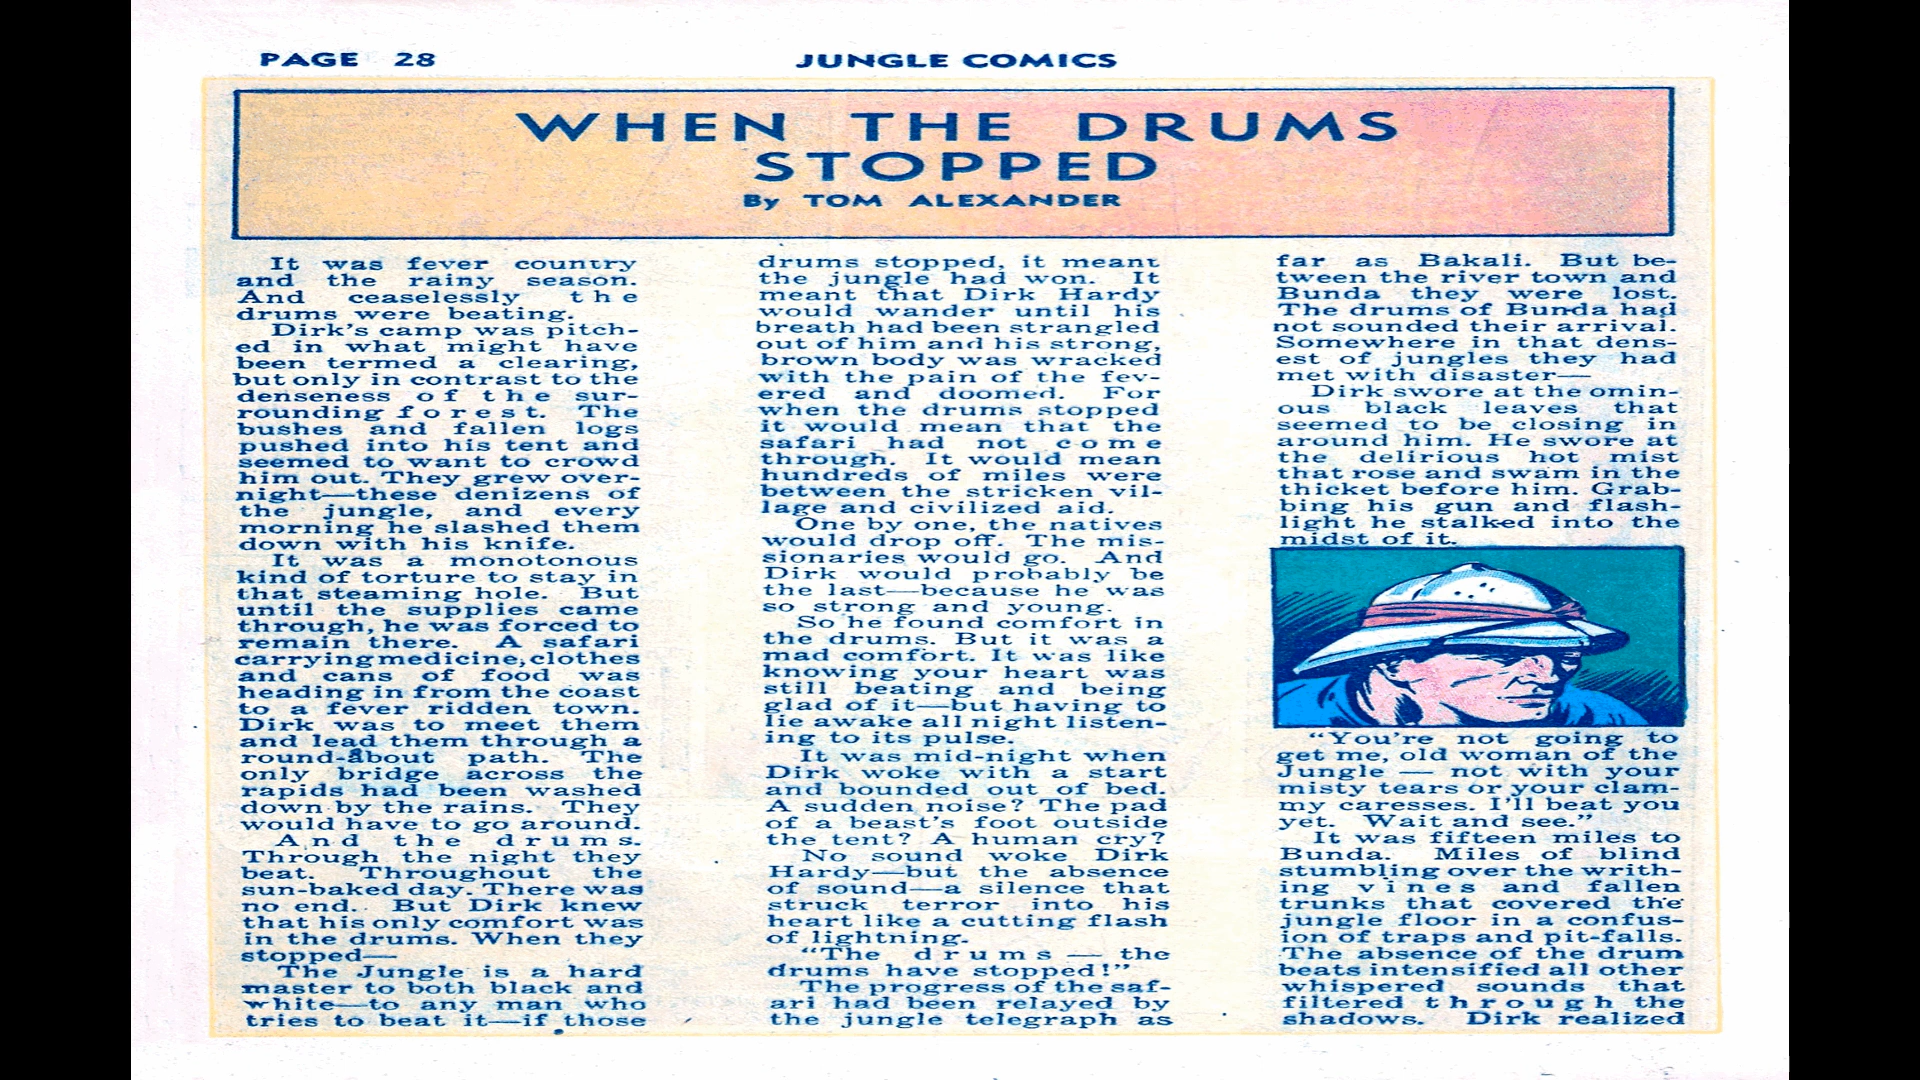 PAGE 28
JUNGLE COMICS
WHEN THE DRUMS
STOPPED
By TOM ALEXANDER
It was fever country
and the rainy season.
And ceaselessly the
drums were beating.
Dirk's camp was pitch-
ed in what might have
been termed a clearing,
but only in contrast to the
denseness of the sur-
rounding forest. The
bushes and fallen logs
pushed into his tent and
seemed to want to crowd
him out. They grew over-
night—these denizens of
the jungle, and every
morning he slashed them
down with his knife.
It was a monotonous
kind of torture to stay in
that steaming hole. But
until the supplies came
through, he was forced to
remain there. A safari
carrying medicine, clothes
and cans of food was
heading in from the coast
to a fever ridden town.
Dirk was to meet them
and lead them through a
round-about path. The
only bridge across the
rapids had been washed
down by the rains. They
would have to go around.
And the drums.
Through the night they
beat. Throughout the
sun-baked day. There was
no end. But Dirk knew
that his only comfort was
in the drums. When they
stopped—
The Jungle is a hard
master to both black and
white—to any man who
tries to beat it—if those
drums stopped, it meant
the jungle had won. It
meant that Dirk Hardy
would wander until his
breath had been strangled
out of him and his strong,
brown body was wracked
with the pain of the fev-
ered and doomed. For
when the drums stopped
it would mean that the
safari had not come
through. It would mean
hundreds of miles were
between the stricken vil-
lage and civilized aid.
One by one, the natives
would drop off. The mis-
sionaries would go. And
Dirk would probably be
the last—because he was
so strong and young.
So he found comfort in
the drums. But it was a
mad comfort. It was like
knowing your heart was
still beating and being
glad of it—but having to
lie awake all night listen-
ing to its pulse.
It was mid-night when
Dirk woke with a start
and bounded out of bed.
A sudden noise? The pad
of a beast's foot outside
the tent? A human cry?
No sound woke Dirk
Hardy—but the absence
of sound—a silence that
struck terror into his
heart like a cutting flash
of lightning.
"The drums — the
drums have stopped!"
The progress of the saf-
ari had been relayed by
the jungle telegraph as
far as Bakali. But be-
tween the river town and
Bunda they were lost.
The drums of Bunda had
not sounded their arrival.
Somewhere in that dens-
est of jungles they had
met with disaster—
Dirk swore at the omin-
ous black leaves that
seemed to be closing in
around him. He swore at
the delirious hot mist
that rose and swam in the
thicket before him. Grab-
bing his gun and flash-
light he stalked into the
midst of it.
"You're not going to
get me, old woman of the
Jungle — not with your
misty tears or your clam-
my caresses. I'll beat you
yet. Wait and see."
It was fifteen miles to
Bunda. Miles of blind
stumbling over the writh-
ing vines and fallen
trunks that covered the
jungle floor in a confus-
ion of traps and pit-falls.
The absence of the drum
beats intensified all other
whispered sounds that
filtered through the
shadows. Dirk realized